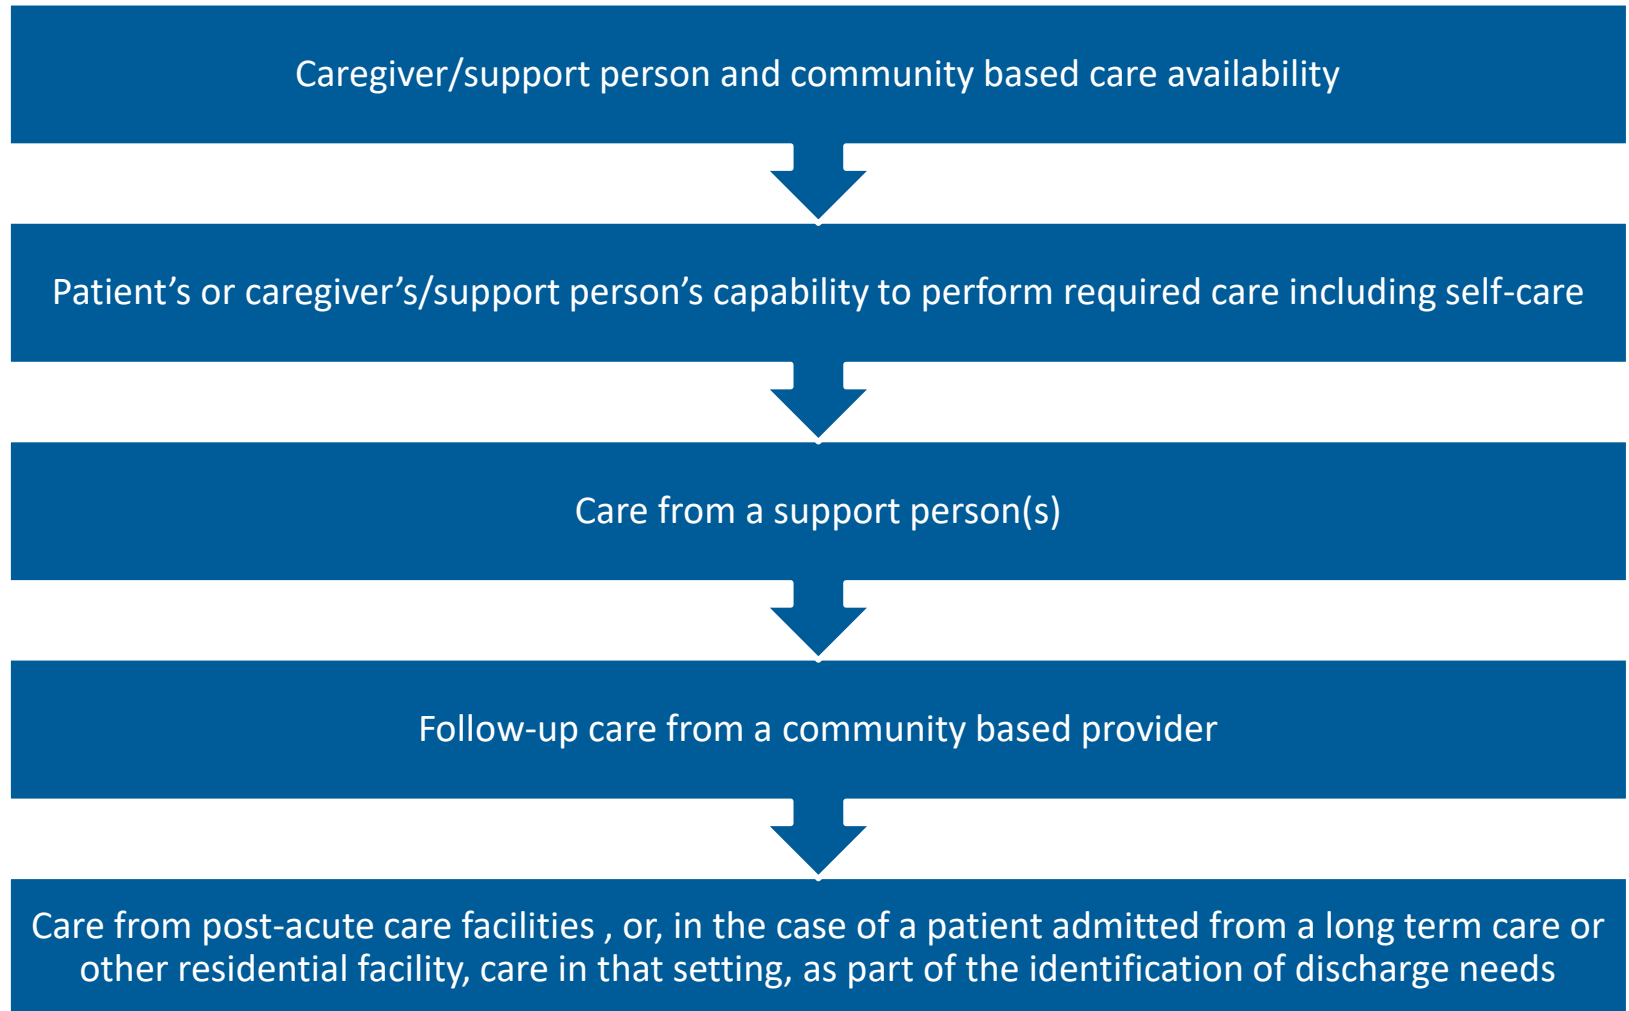 Caregiver/support person and community based care availability
Patient’s or caregiver’s/support person’s capability to perform required care including self-care
Care from a support person(s)
Follow-up care from a community based provider
Care from post-acute care facilities , or, in the case of a patient admitted from a long term care or
other residential facility, care in that setting, as part of the identification of discharge needs